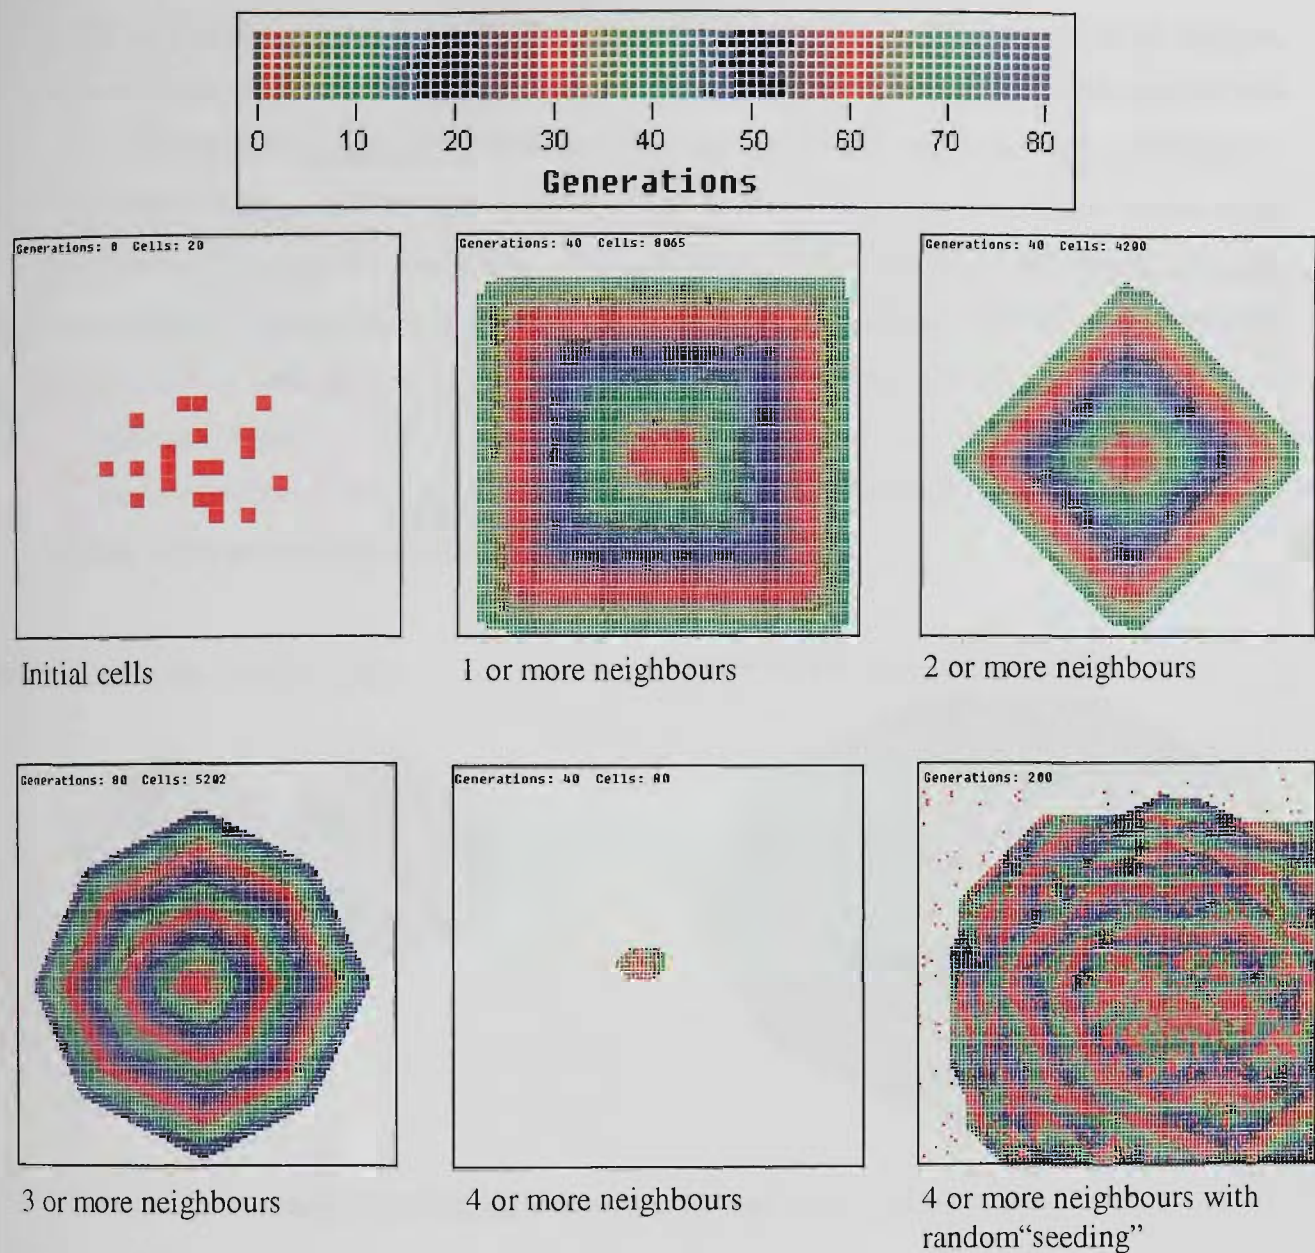 0 10 20 30 40 50 60 70 80
Generations
Generations: 0 Cells: 20
Generations: 40 Cells: 8065
Generations: 40 Cells: 4200
Initial cells
1 or more neighbours
2 or more neighbours
Generations: 80 Cells: 5202
Generations: 40 Cells: 80
Generations: 200
3 or more neighbours
4 or more neighbours
4 or more neighbours with
random“seeding”